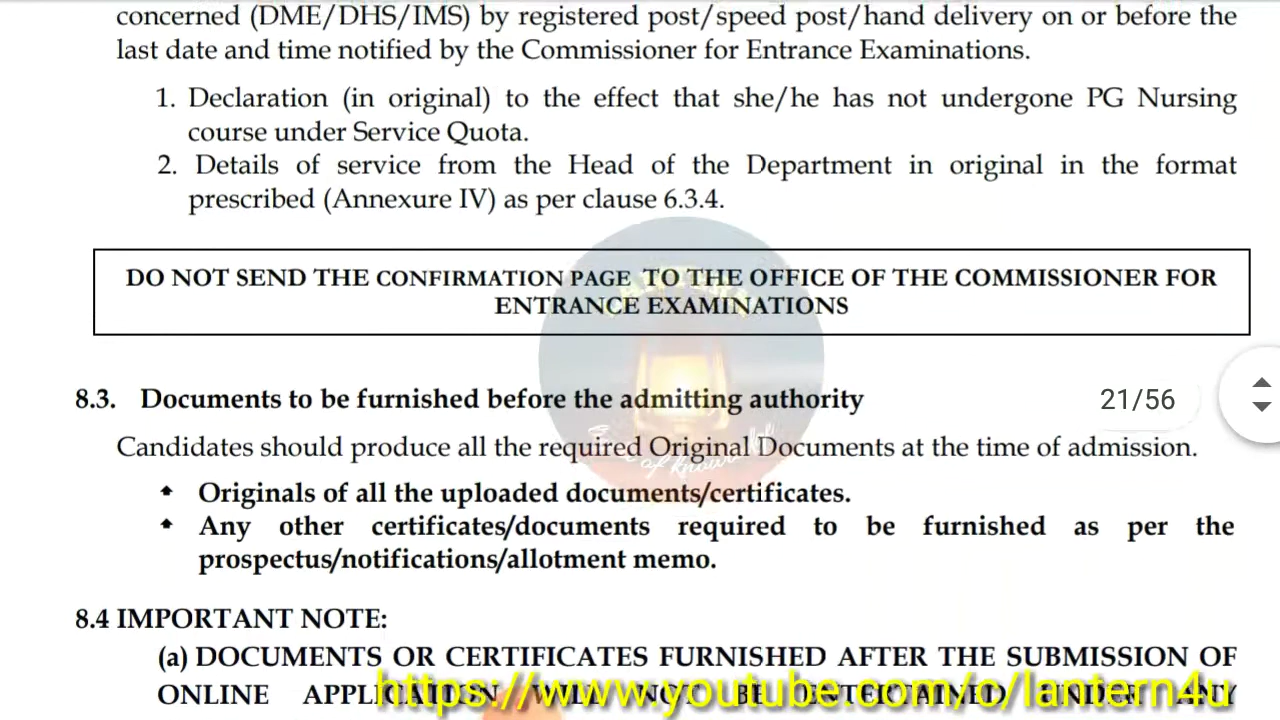 concerned (DME/DHS/IMS) by registered post/speed post/hand delivery on or before the
last date and time notified by the Commissioner for Entrance Examinations.
1. Declaration (in original) to the effect that she/he has not undergone PG Nursing
course under Service Quota.
2. Details of service from the Head of the Department in original in the format
prescribed (Annexure IV) as per clause 6.3.4.
DO NOT SEND THE CONFIRMATION PAGE TO THE OFFICE OF THE COMMISSIONER FOR
ENTRANCE EXAMINATIONS
8.3. Documents to be furnished before the admitting authority
21/56
Candidates should produce all the required Original Documents at the time of admission.
Originals of all the uploaded documents/certificates.
Any other certificates/documents required to be furnished as per the
prospectus/notifications/allotment memo.
8.4 IMPORTANT NOTE:
(a) DOCUMENTS OR CERTIFICATES FURNISHED AFTER THE SUBMISSION OF
ONLINE APPLICATION WILL NOT BE ENTERTAINED UNDER ANY
https://www.youtube.com/c/lantern4u